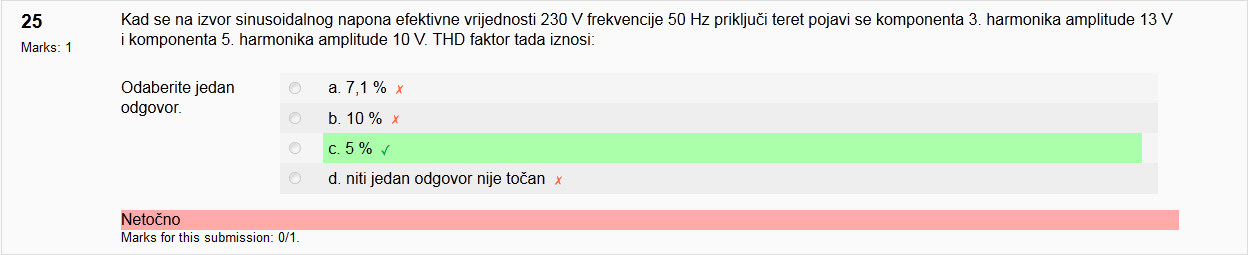 25
Marks: 1
Kad se na izvor sinusoidalnog napona efektivne vrijednosti 230 V frekvencije 50 Hz priključi teret pojavi se komponenta 3. harmonika amplitude 13 V
i komponenta 5. harmonika amplitude 10 V. THD faktor tada iznosi:
Odaberite jedan
odgovor.
a. 7,1 % ✗
b. 10 % ✗
c. 5 % ✓
d. niti jedan odgovor nije točan ✗
Netočno
Marks for this submission: 0/1.